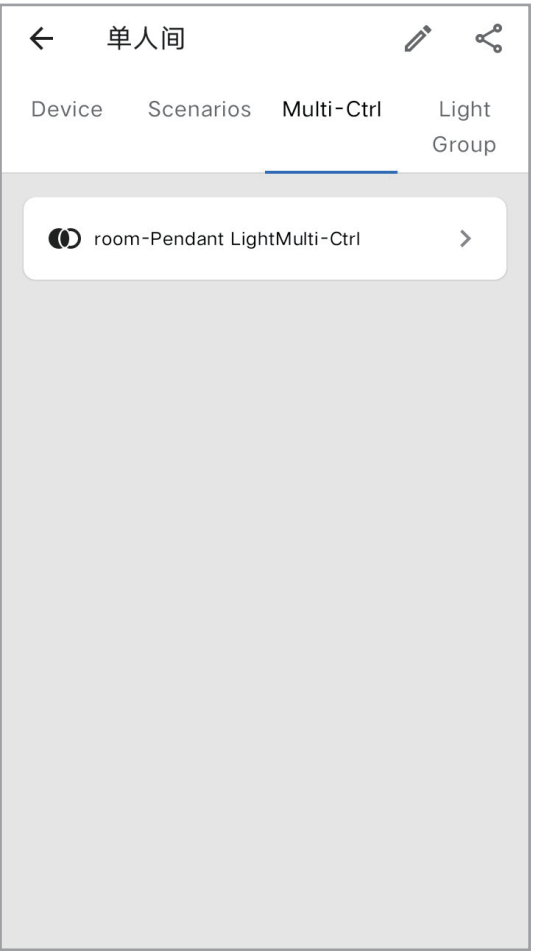 单人间
Device Scenarios Multi-Ctrl Light
Group
room-Pendant LightMulti-Ctrl